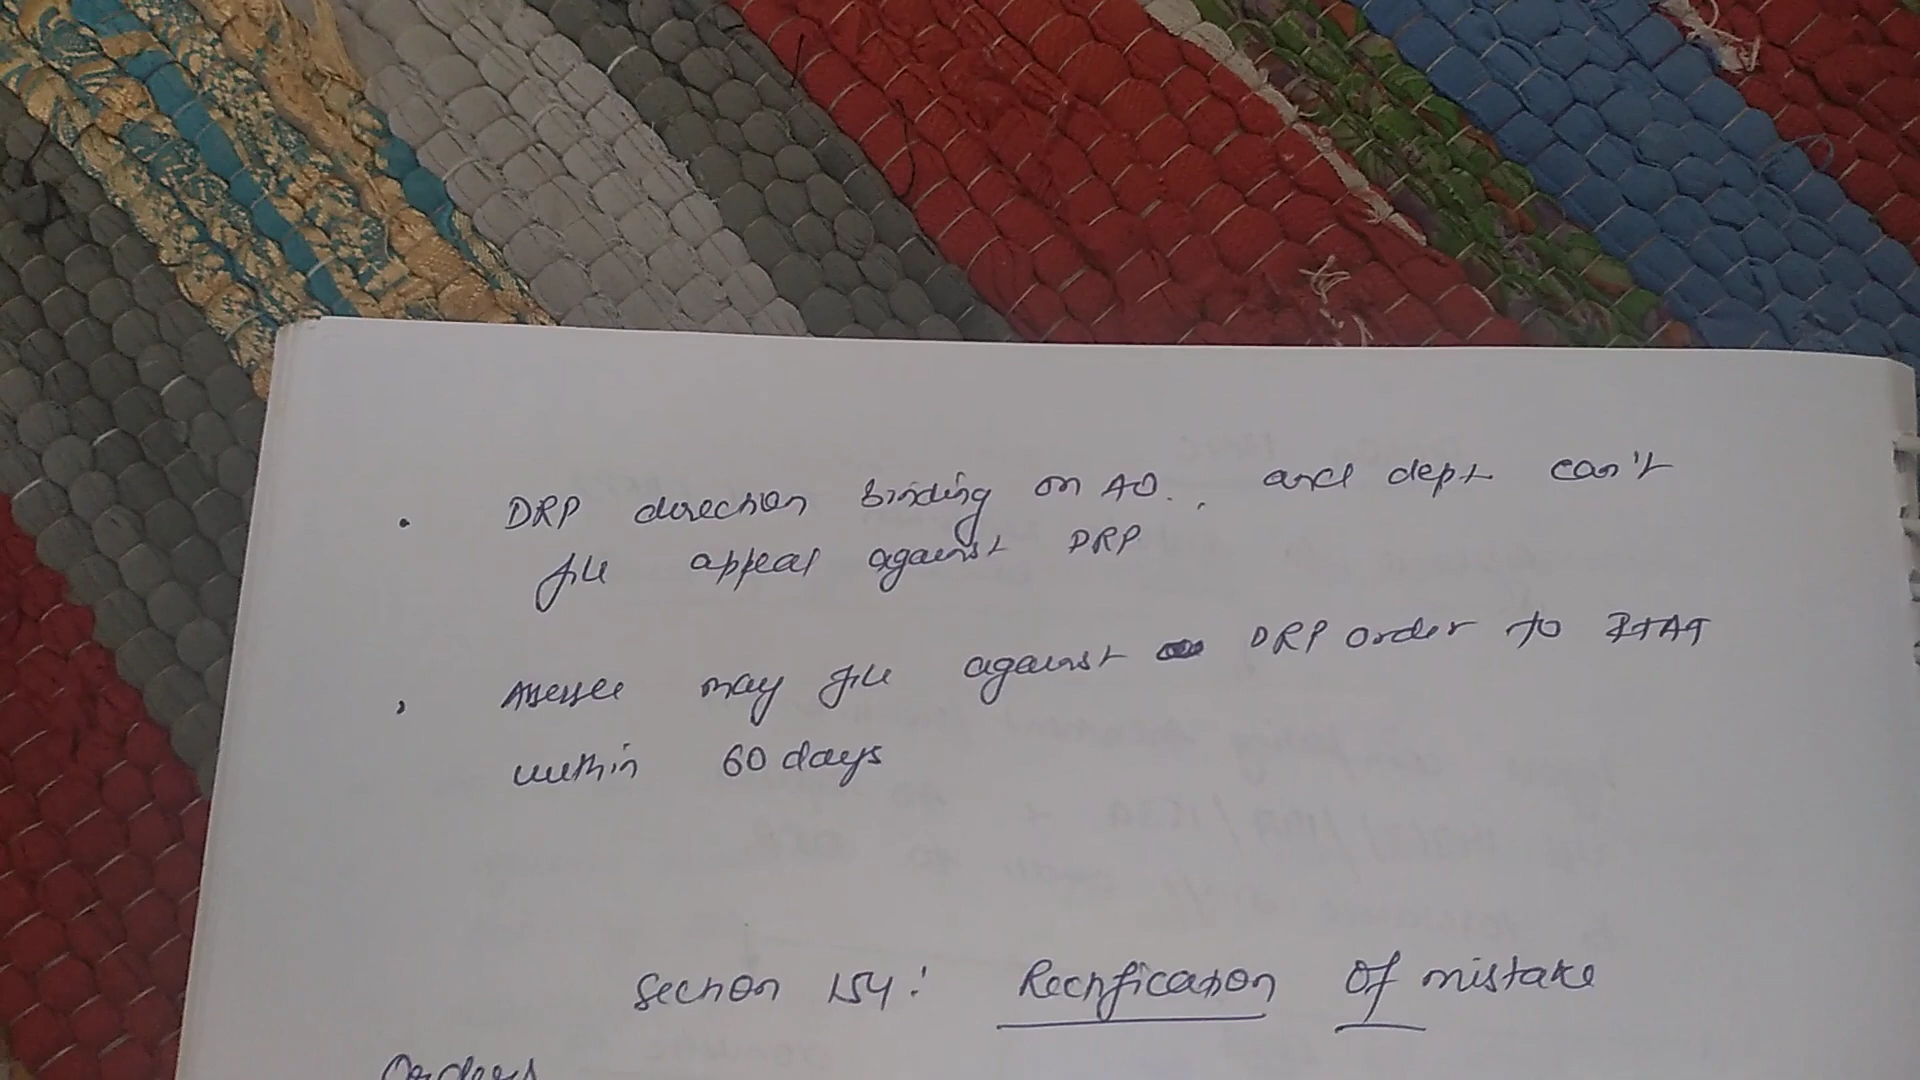 • DRP direction binding on AO., and dept can't
file appeal against DRP
• Assessee may file against DRP order to ITAT
within 60 days
Section 154: Rectification Of mistake
Orders